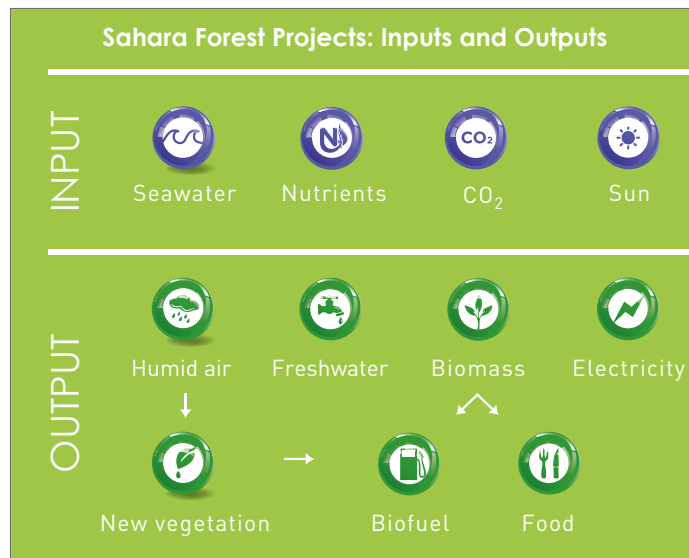 Sahara Forest Projects: Inputs and Outputs
INPUT
CO₂
Seawater Nutrients CO₂ Sun
OUTPUT
Humid air Freshwater Biomass Electricity
New vegetation Biofuel Food